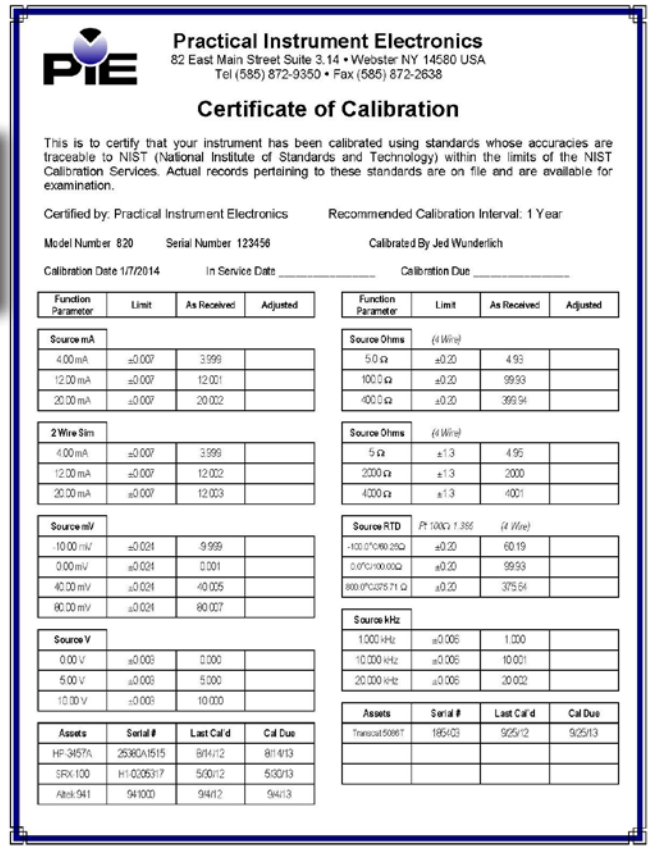 PIE
Practical Instrument Electronics
82 East Main Street Suite 3.14 • Webster NY 14580 USA
Tel (585) 872-9350 • Fax (585) 872-2638
Certificate of Calibration
This is to certify that your instrument has been calibrated using standards whose accuracies are
traceable to NIST (National Institute of Standards and Technology) within the limits of the NIST
Calibration Services. Actual records pertaining to these standards are on file and are available for
examination.
Certified by: Practical Instrument Electronics Recommended Calibration Interval: 1 Year
Model Number 820 Serial Number 123456 Calibrated By Jed Wunderlich
Calibration Date 1/7/2014 In Service Date ________________ Calibration Due ________________
Function Parameter Limit As Received Adjusted
Source mA
4.00 mA ±0.007 3.999
12.00 mA ±0.007 12.001
20.00 mA ±0.007 20.002
2 Wire Sim
4.00 mA ±0.007 3.999
12.00 mA ±0.007 12.002
20.00 mA ±0.007 12.003
Source mV
-10.00 mV ±0.024 -9.999
0.00 mV ±0.024 0.001
40.00 mV ±0.024 40.005
80.00 mV ±0.024 80.007
Source V
0.00 V ±0.003 0.000
5.00 V ±0.003 5.000
10.00 V ±0.003 10.000
Assets Serial # Last Cal'd Cal Due
HP-3457A 25380A1515 8/14/12 8/14/13
SRX-100 H1-0205317 5/30/12 5/30/13
Altek 941 941000 9/4/12 9/4/13
Function Parameter Limit As Received Adjusted
Source Ohms (4 Wire)
5.0 Ω ±0.20 4.93
100.0 Ω ±0.20 99.93
400.0 Ω ±0.20 399.94
Source Ohms (4 Wire)
5 Ω ±1.3 4.95
2000 Ω ±1.3 2000
4000 Ω ±1.3 4001
Source RTD Pt 100Ω 1.385 (4 Wire)
-100.0°C/60.26Ω ±0.20 60.19
0.0°C/100.00Ω ±0.20 99.93
800.0°C/375.71 Ω ±0.20 375.64
Source kHz
1.000 kHz ±0.006 1.000
10.000 kHz ±0.006 10.001
20.000 kHz ±0.006 20.002
Assets Serial # Last Cal'd Cal Due
Transcat 5086T 185403 9/25/12 9/25/13